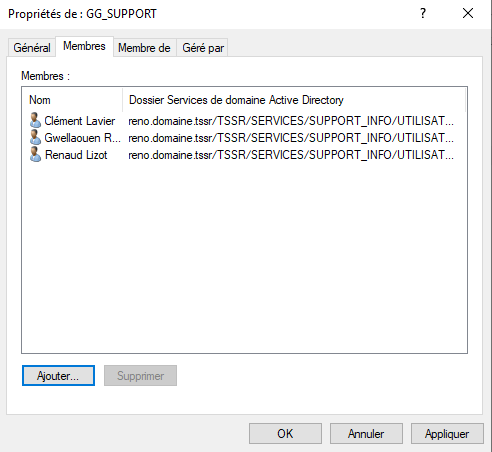 Propriétés de : GG_SUPPORT
?
Général Membres Membre de Géré par
Membres :
Nom Dossier Services de domaine Active Directory
Clément Lavier reno.domaine.tssr/TSSR/SERVICES/SUPPORT_INFO/UTILISAT...
Gwellaouen R... reno.domaine.tssr/TSSR/SERVICES/SUPPORT_INFO/UTILISAT...
Renaud Lizot reno.domaine.tssr/TSSR/SERVICES/SUPPORT_INFO/UTILISAT...
Ajouter... Supprimer
OK Annuler Appliquer